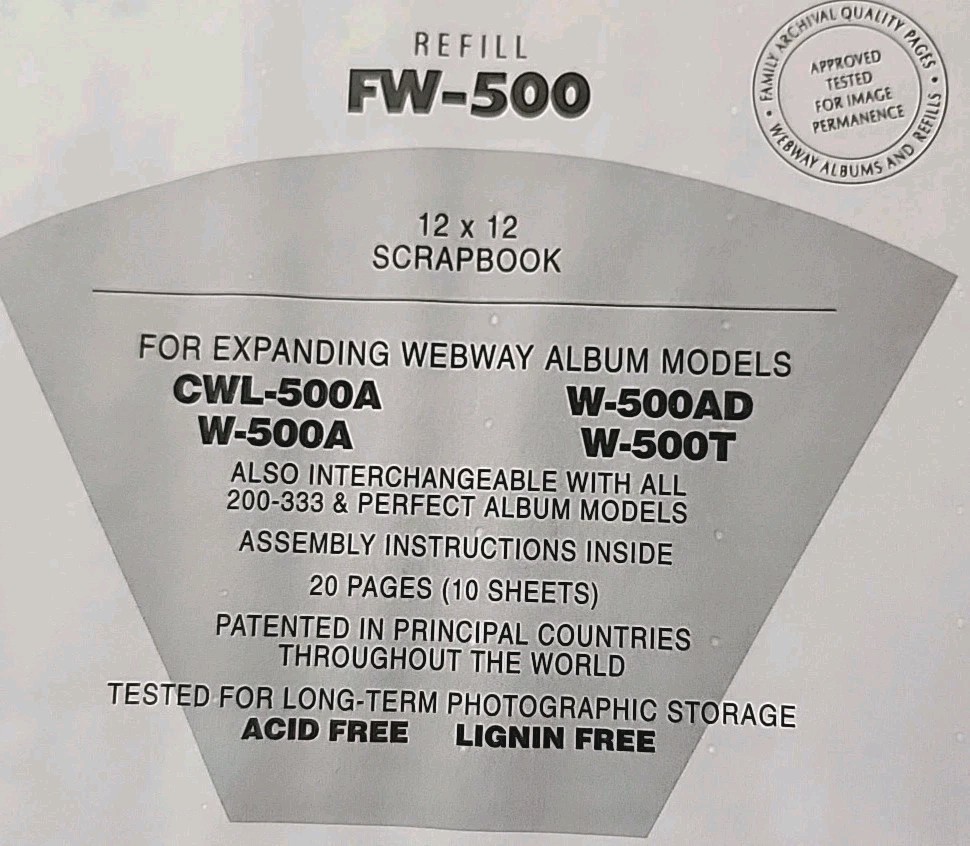 REFILL
FW-500
FAMILY ARCHIVAL QUALITY PAGES • WEBWAY ALBUMS AND REFILLS •
APPROVED
TESTED
FOR IMAGE
PERMANENCE
12 x 12
SCRAPBOOK
FOR EXPANDING WEBWAY ALBUM MODELS
CWL-500A W-500AD
W-500A W-500T
ALSO INTERCHANGEABLE WITH ALL
200-333 & PERFECT ALBUM MODELS
ASSEMBLY INSTRUCTIONS INSIDE
20 PAGES (10 SHEETS)
PATENTED IN PRINCIPAL COUNTRIES
THROUGHOUT THE WORLD
TESTED FOR LONG-TERM PHOTOGRAPHIC STORAGE
ACID FREE LIGNIN FREE